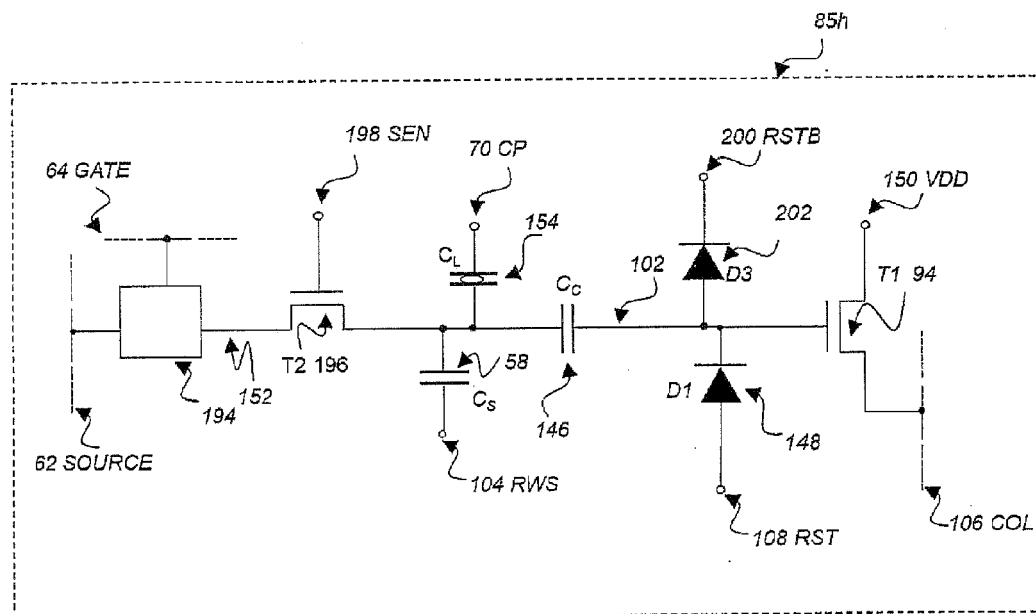 85h
198 SEN
70 CP
200 RSTB
150 VDD
64 GATE
154
202
CL
CC
102
D3
T1 94
T2 196
58
D1
152
CS
146
148
194
62 SOURCE
104 RWS
108 RST
106 COL